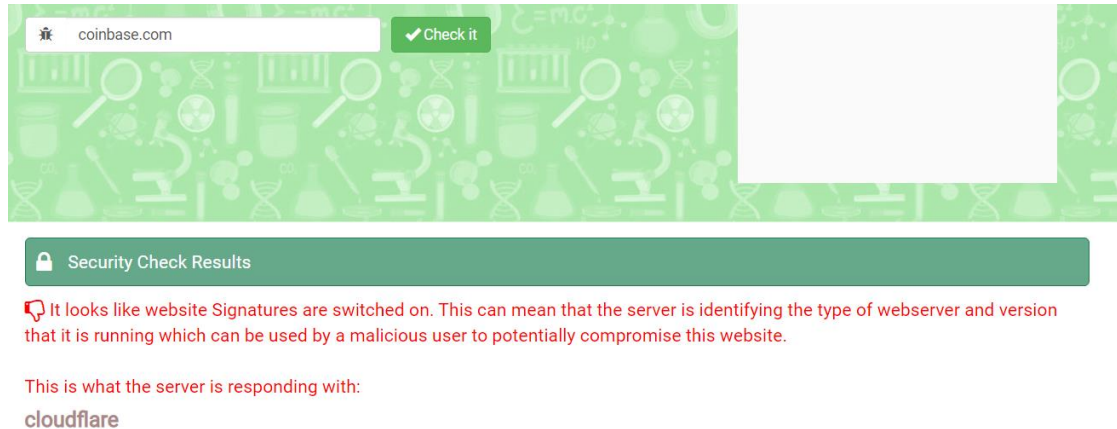 coinbase.com
Check it
Security Check Results
It looks like website Signatures are switched on. This can mean that the server is identifying the type of webserver and version
that it is running which can be used by a malicious user to potentially compromise this website.
This is what the server is responding with:
cloudflare